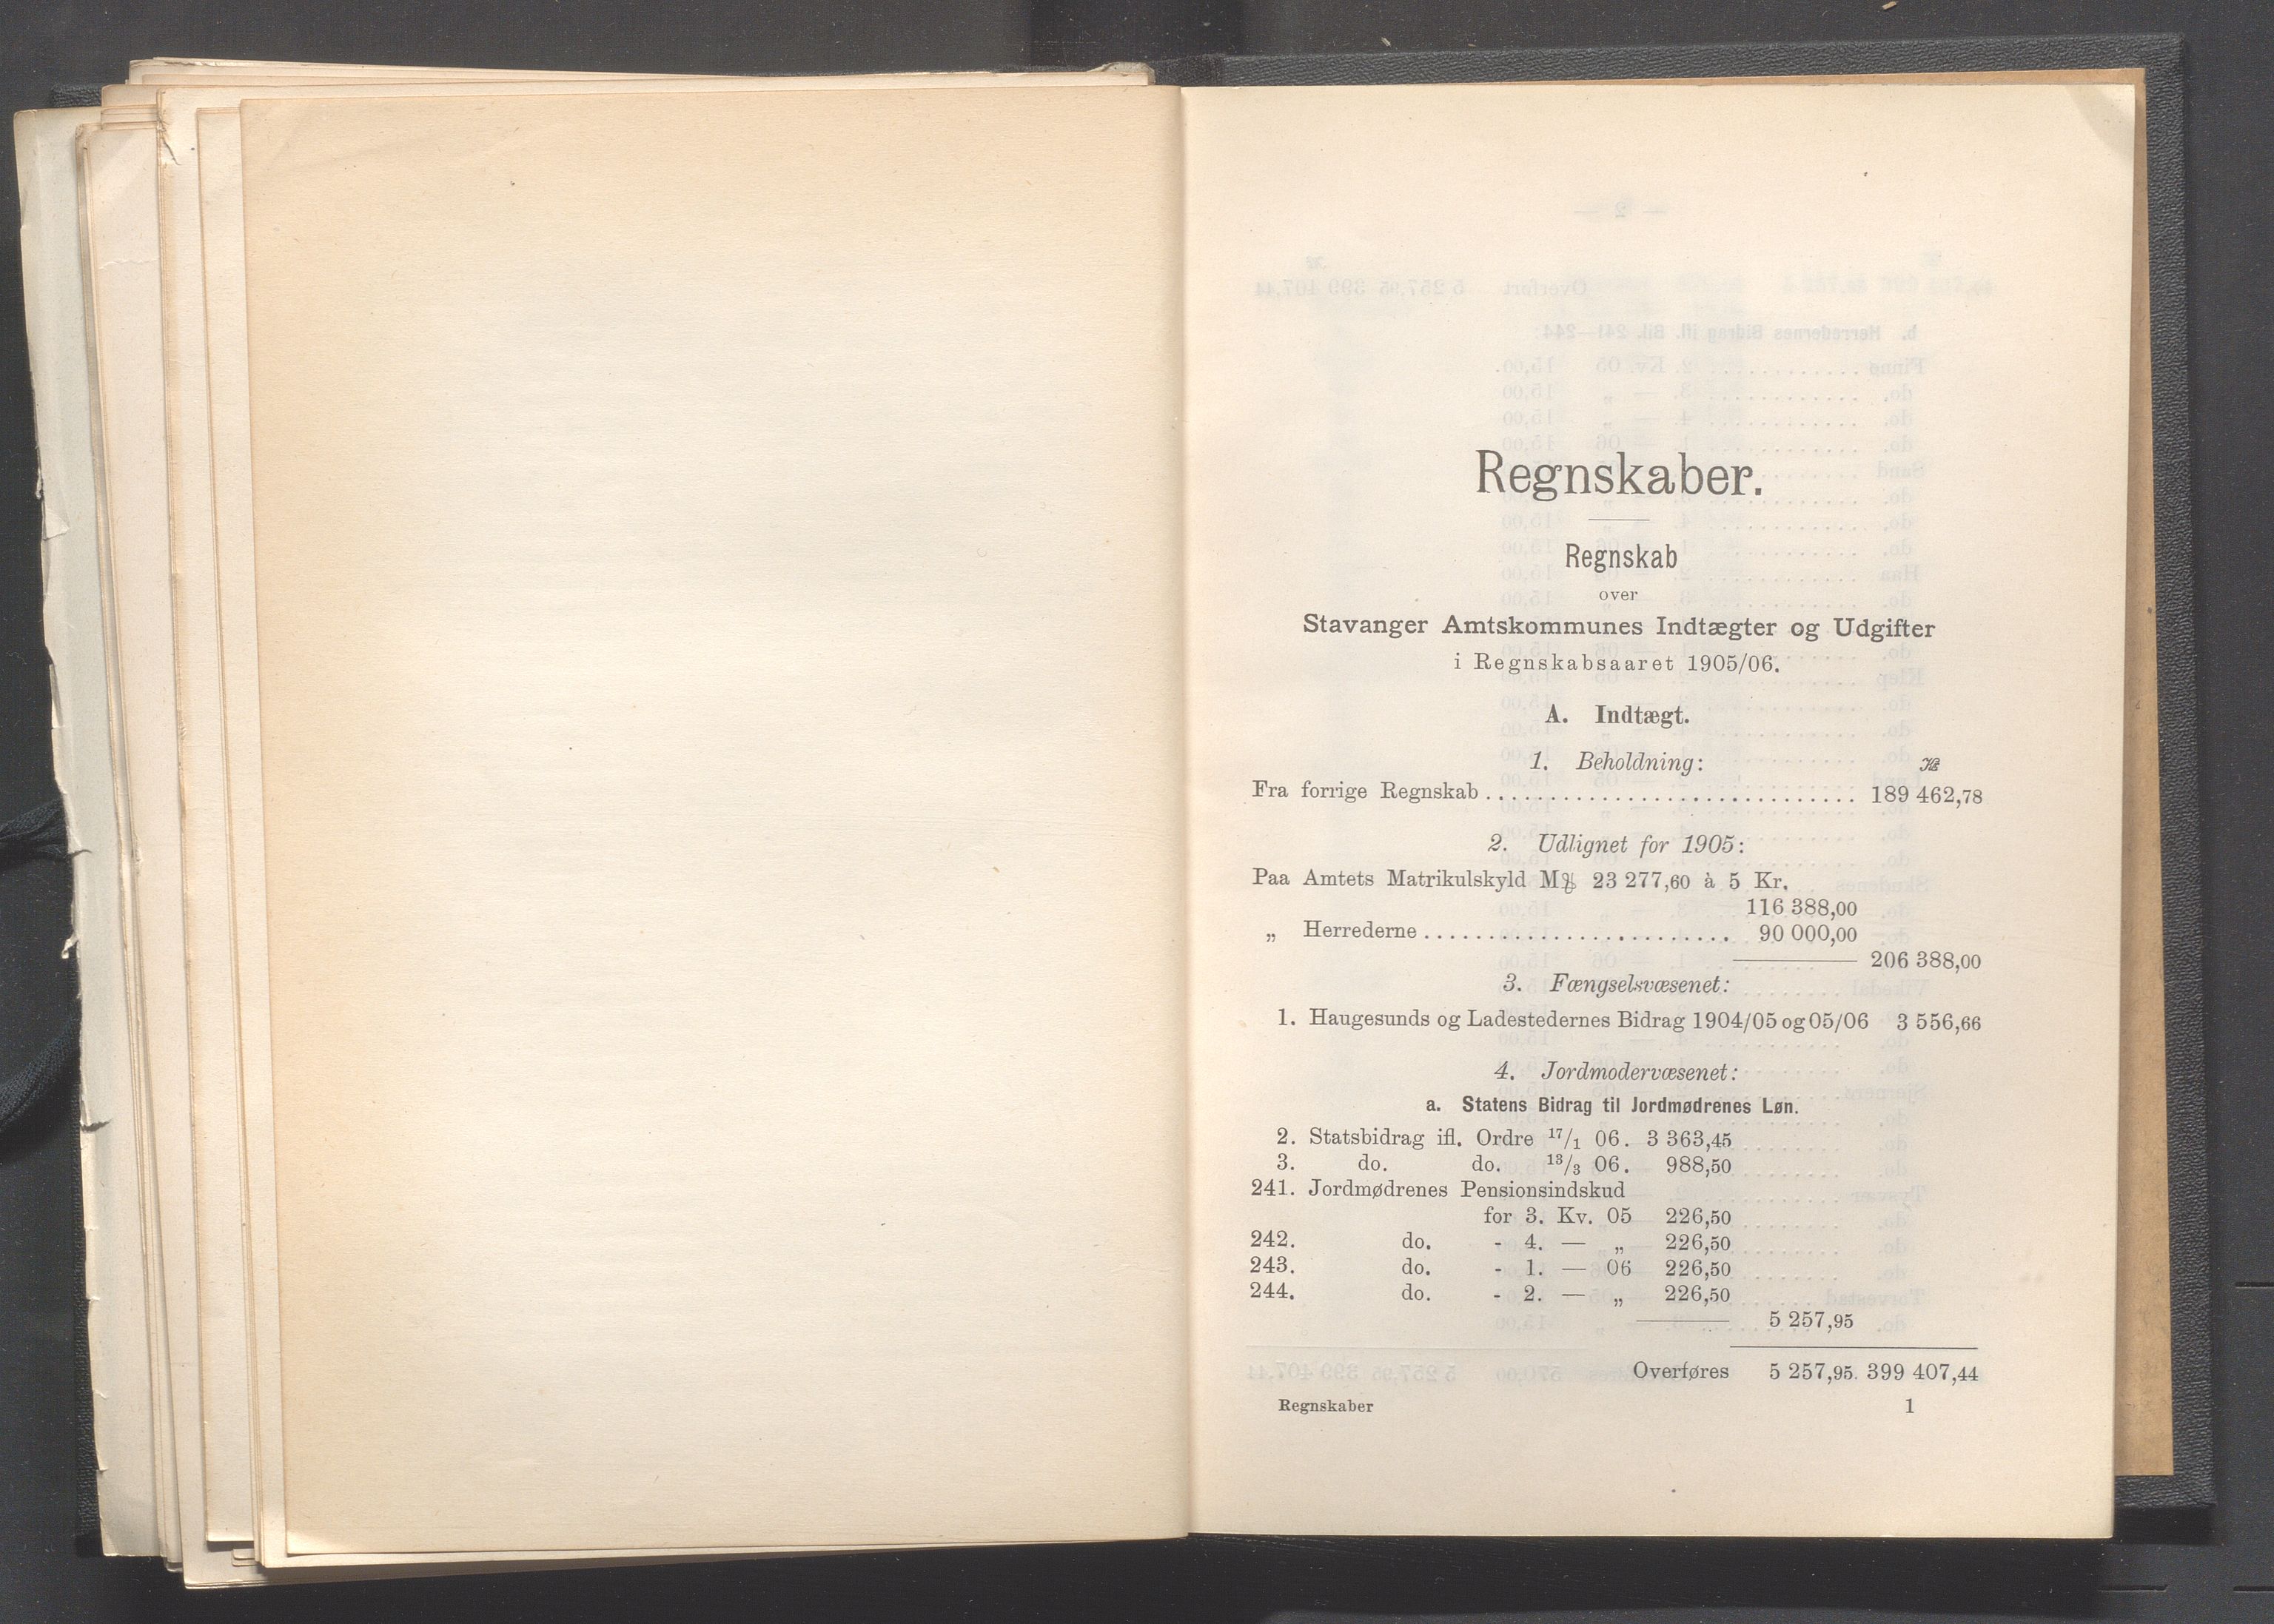 Regnskaber.
Regnskab
over
Stavanger Amtskommunes Indtægter og Udgifter
i Regnskabsaaret 1905/06.
A. Indtægt.
1. Beholdning:
Kr.
Fra forrige Regnskab .............................. 189 462,78
2. Udlignet for 1905:
Paa Amtets Matrikulskyld M 23 277,60 à 5 Kr.
116 388,00
„ Herrederne ........................ 90 000,00
206 388,00
3. Fængselsvæsenet:
1. Haugesunds og Ladestedernes Bidrag 1904/05 og 05/06 3 556,66
4. Jordmodervæsenet:
a. Statens Bidrag til Jordmødrenes Løn.
2. Statsbidrag ifl. Ordre 17/1 06. 3 363,45
3. do. do. 13/3 06. 988,50
241. Jordmødrenes Pensionsindskud
for 3. Kv. 05 226,50
242. do. - 4. — „ 226,50
243. do. - 1. — 06 226,50
244. do. - 2. — „ 226,50
5 257,95
Overføres 5 257,95. 399 407,44
Regnskaber 1